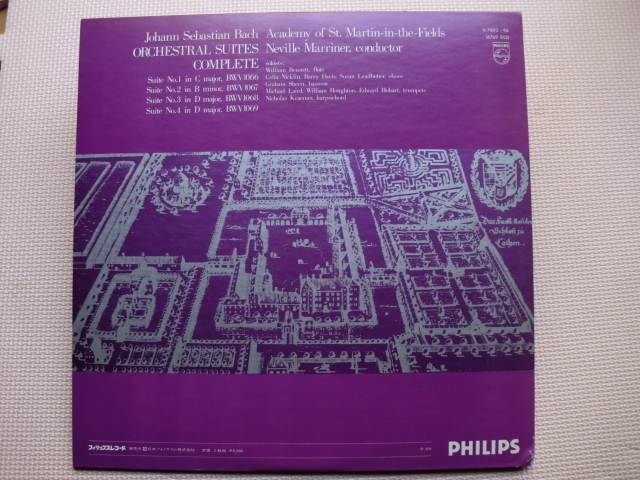 Johann Sebastian Bach
ORCHESTRAL SUITES
COMPLETE
Suite No.1 in C major, BWV1066
Suite No.2 in B minor, BWV1067
Suite No.3 in D major, BWV1068
Suite No.4 in D major, BWV1069
Academy of St. Martin-in-the-Fields
Neville Marriner, conductor
soloists:
William Bennett, flute
Celia Nicklin, Barry Davis, Susan Leadbetter, oboes
Graham Sheen, bassoon
Michael Laird, William Houghton, Edward Hobart, trumpets
Nicholas Kraemer, harpsichord
PHILIPS
Schloß zu
フィリップスレコード
PHILIPS